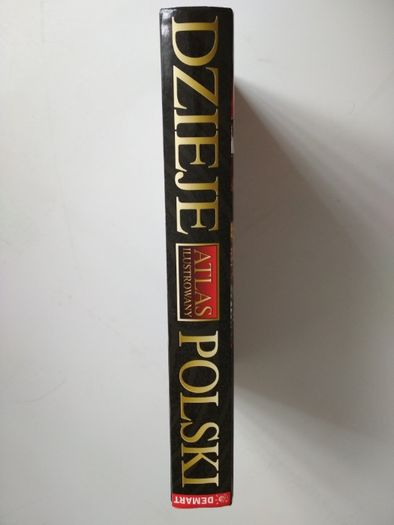 DZIEJE
ATLAS
ILUSTROWANY
POLSKI
DEMART